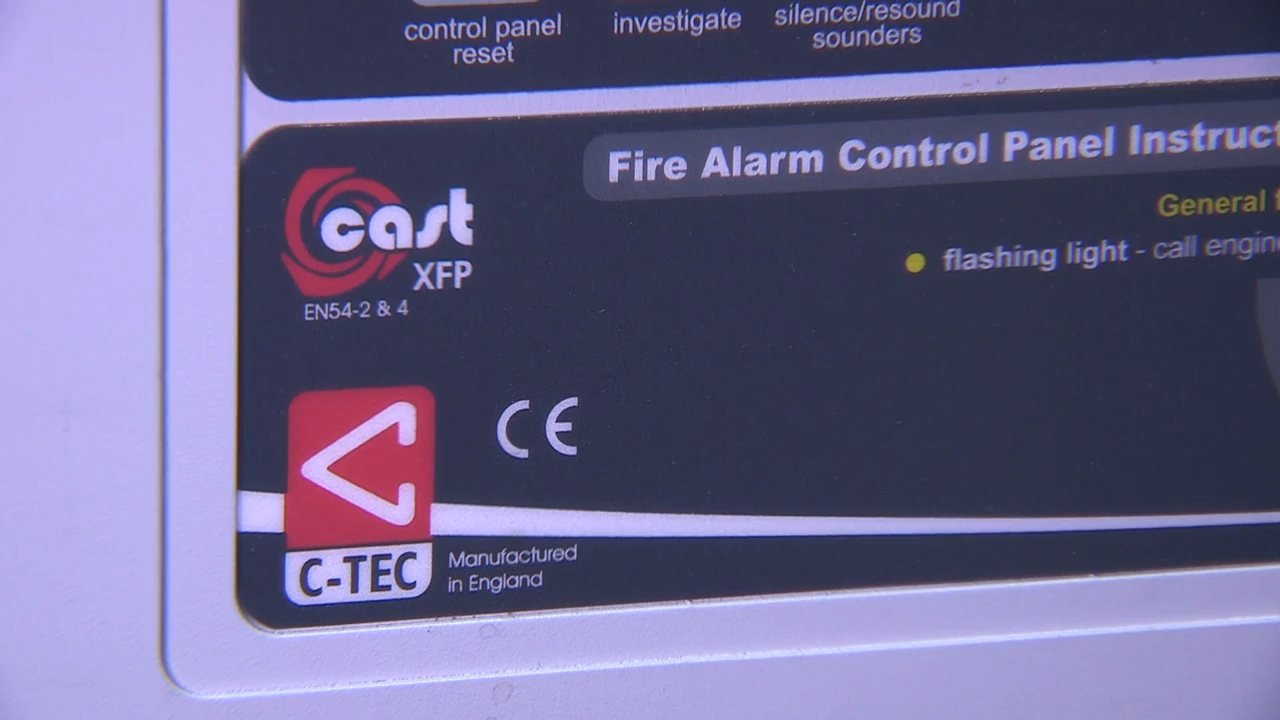 control panel
reset
investigate
silence/resound
sounders
Fire Alarm Control Panel Instruct
General
flashing light - call engin
cast
XFP
EN54-2 & 4
CE
C-TEC
Manufactured
in England